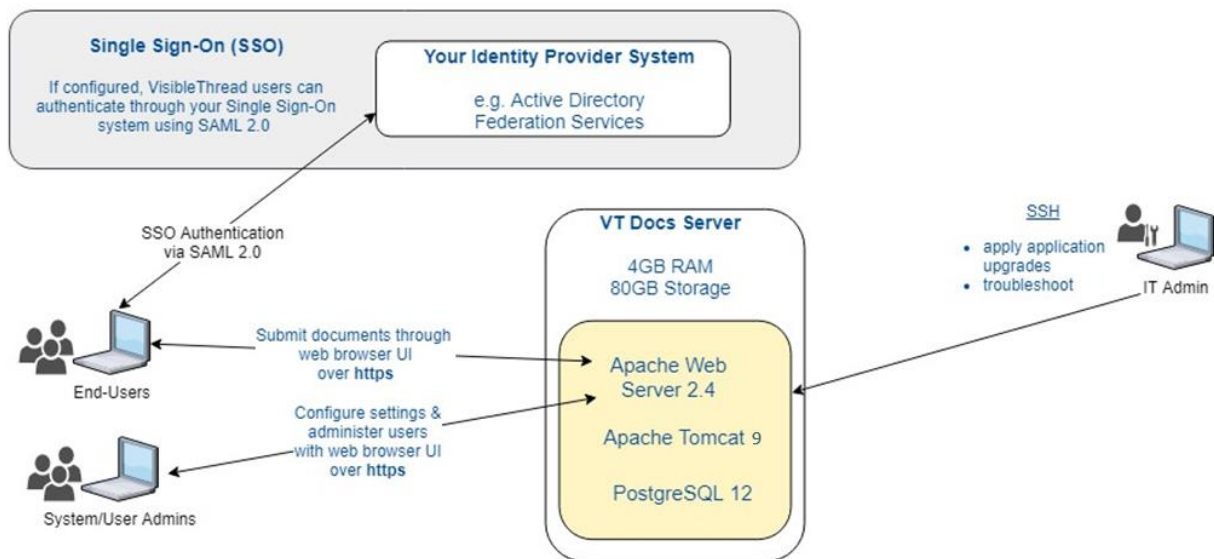 Single Sign-On (SSO)
If configured, VisibleThread users can
authenticate through your Single Sign-On
system using SAML 2.0
Your Identity Provider System
e.g. Active Directory
Federation Services
SSO Authentication
via SAML 2.0
VT Docs Server
4GB RAM
80GB Storage
SSH
• apply application
upgrades
• troubleshoot
IT Admin
Submit documents through
web browser UI
over https
End-Users
Apache Web
Server 2.4
Configure settings &
administer users
with web browser UI
over https
Apache Tomcat 9
PostgreSQL 12
System/User Admins